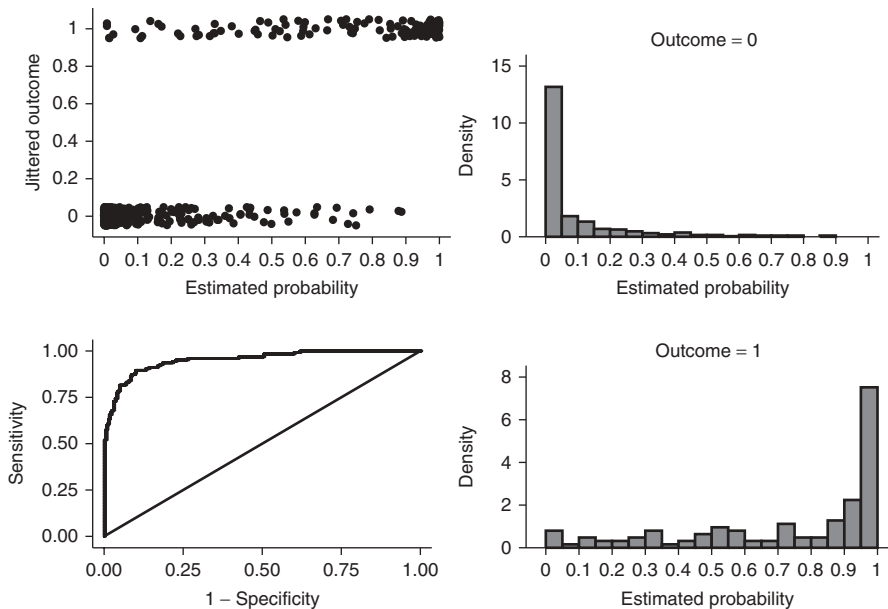 Jittered outcome
1
0.8
0.6
0.4
0.2
0
0 0.1 0.2 0.3 0.4 0.5 0.6 0.7 0.8 0.9 1
Estimated probability
Outcome = 0
Density
15
10
5
0
0 0.1 0.2 0.3 0.4 0.5 0.6 0.7 0.8 0.9 1
Estimated probability
Sensitivity
1.00
0.75
0.50
0.25
0.00
0.00 0.25 0.50 0.75 1.00
1 − Specificity
Outcome = 1
Density
8
6
4
2
0
0 0.1 0.2 0.3 0.4 0.5 0.6 0.7 0.8 0.9 1
Estimated probability